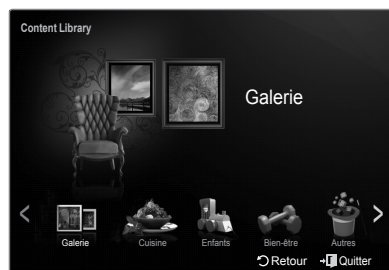 Content Library
Galerie
Galerie Cuisine Enfants Bien-être Autres
Retour Quitter